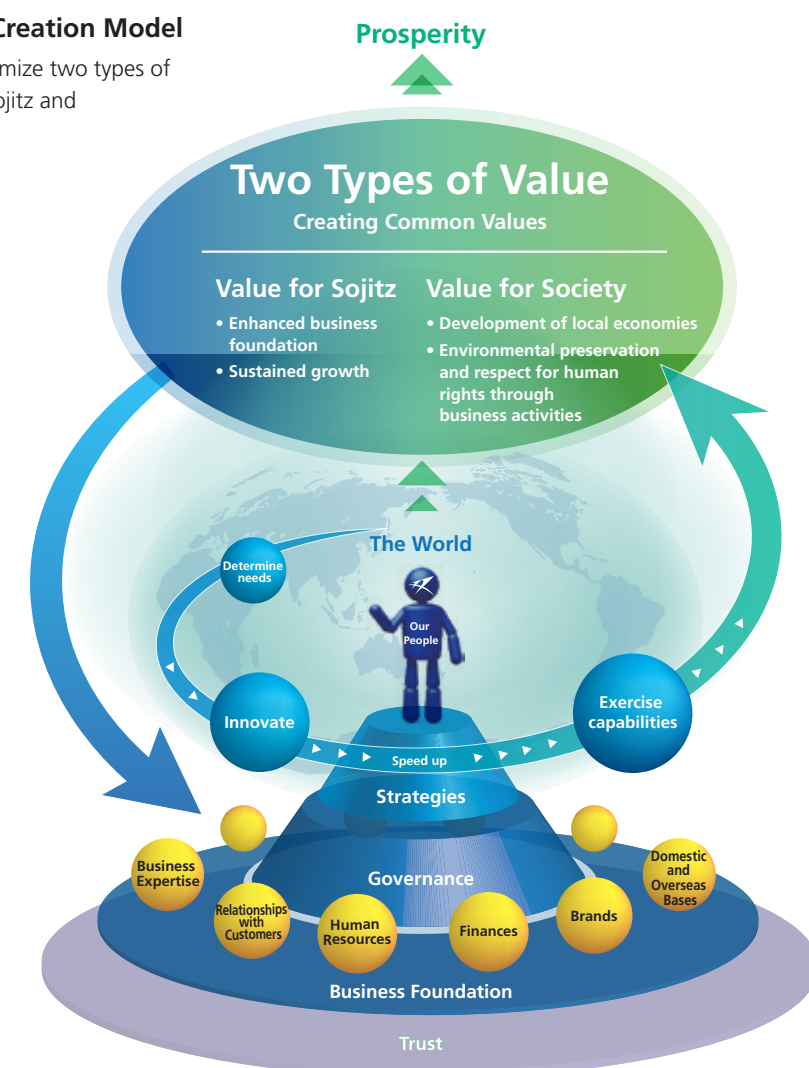 Creation Model
mize two types of
ojitz and
Prosperity
Two Types of Value
Creating Common Values
Value for Sojitz
• Enhanced business
foundation
• Sustained growth
Value for Society
• Development of local economies
• Environmental preservation
and respect for human
rights through
business activities
The World
Determine
needs
Our
People
Innovate
Exercise
capabilities
Speed up
Strategies
Governance
Business
Expertise
Relationships
with
Customers
Human
Resources
Finances
Brands
Domestic
and
Overseas
Bases
Business Foundation
Trust